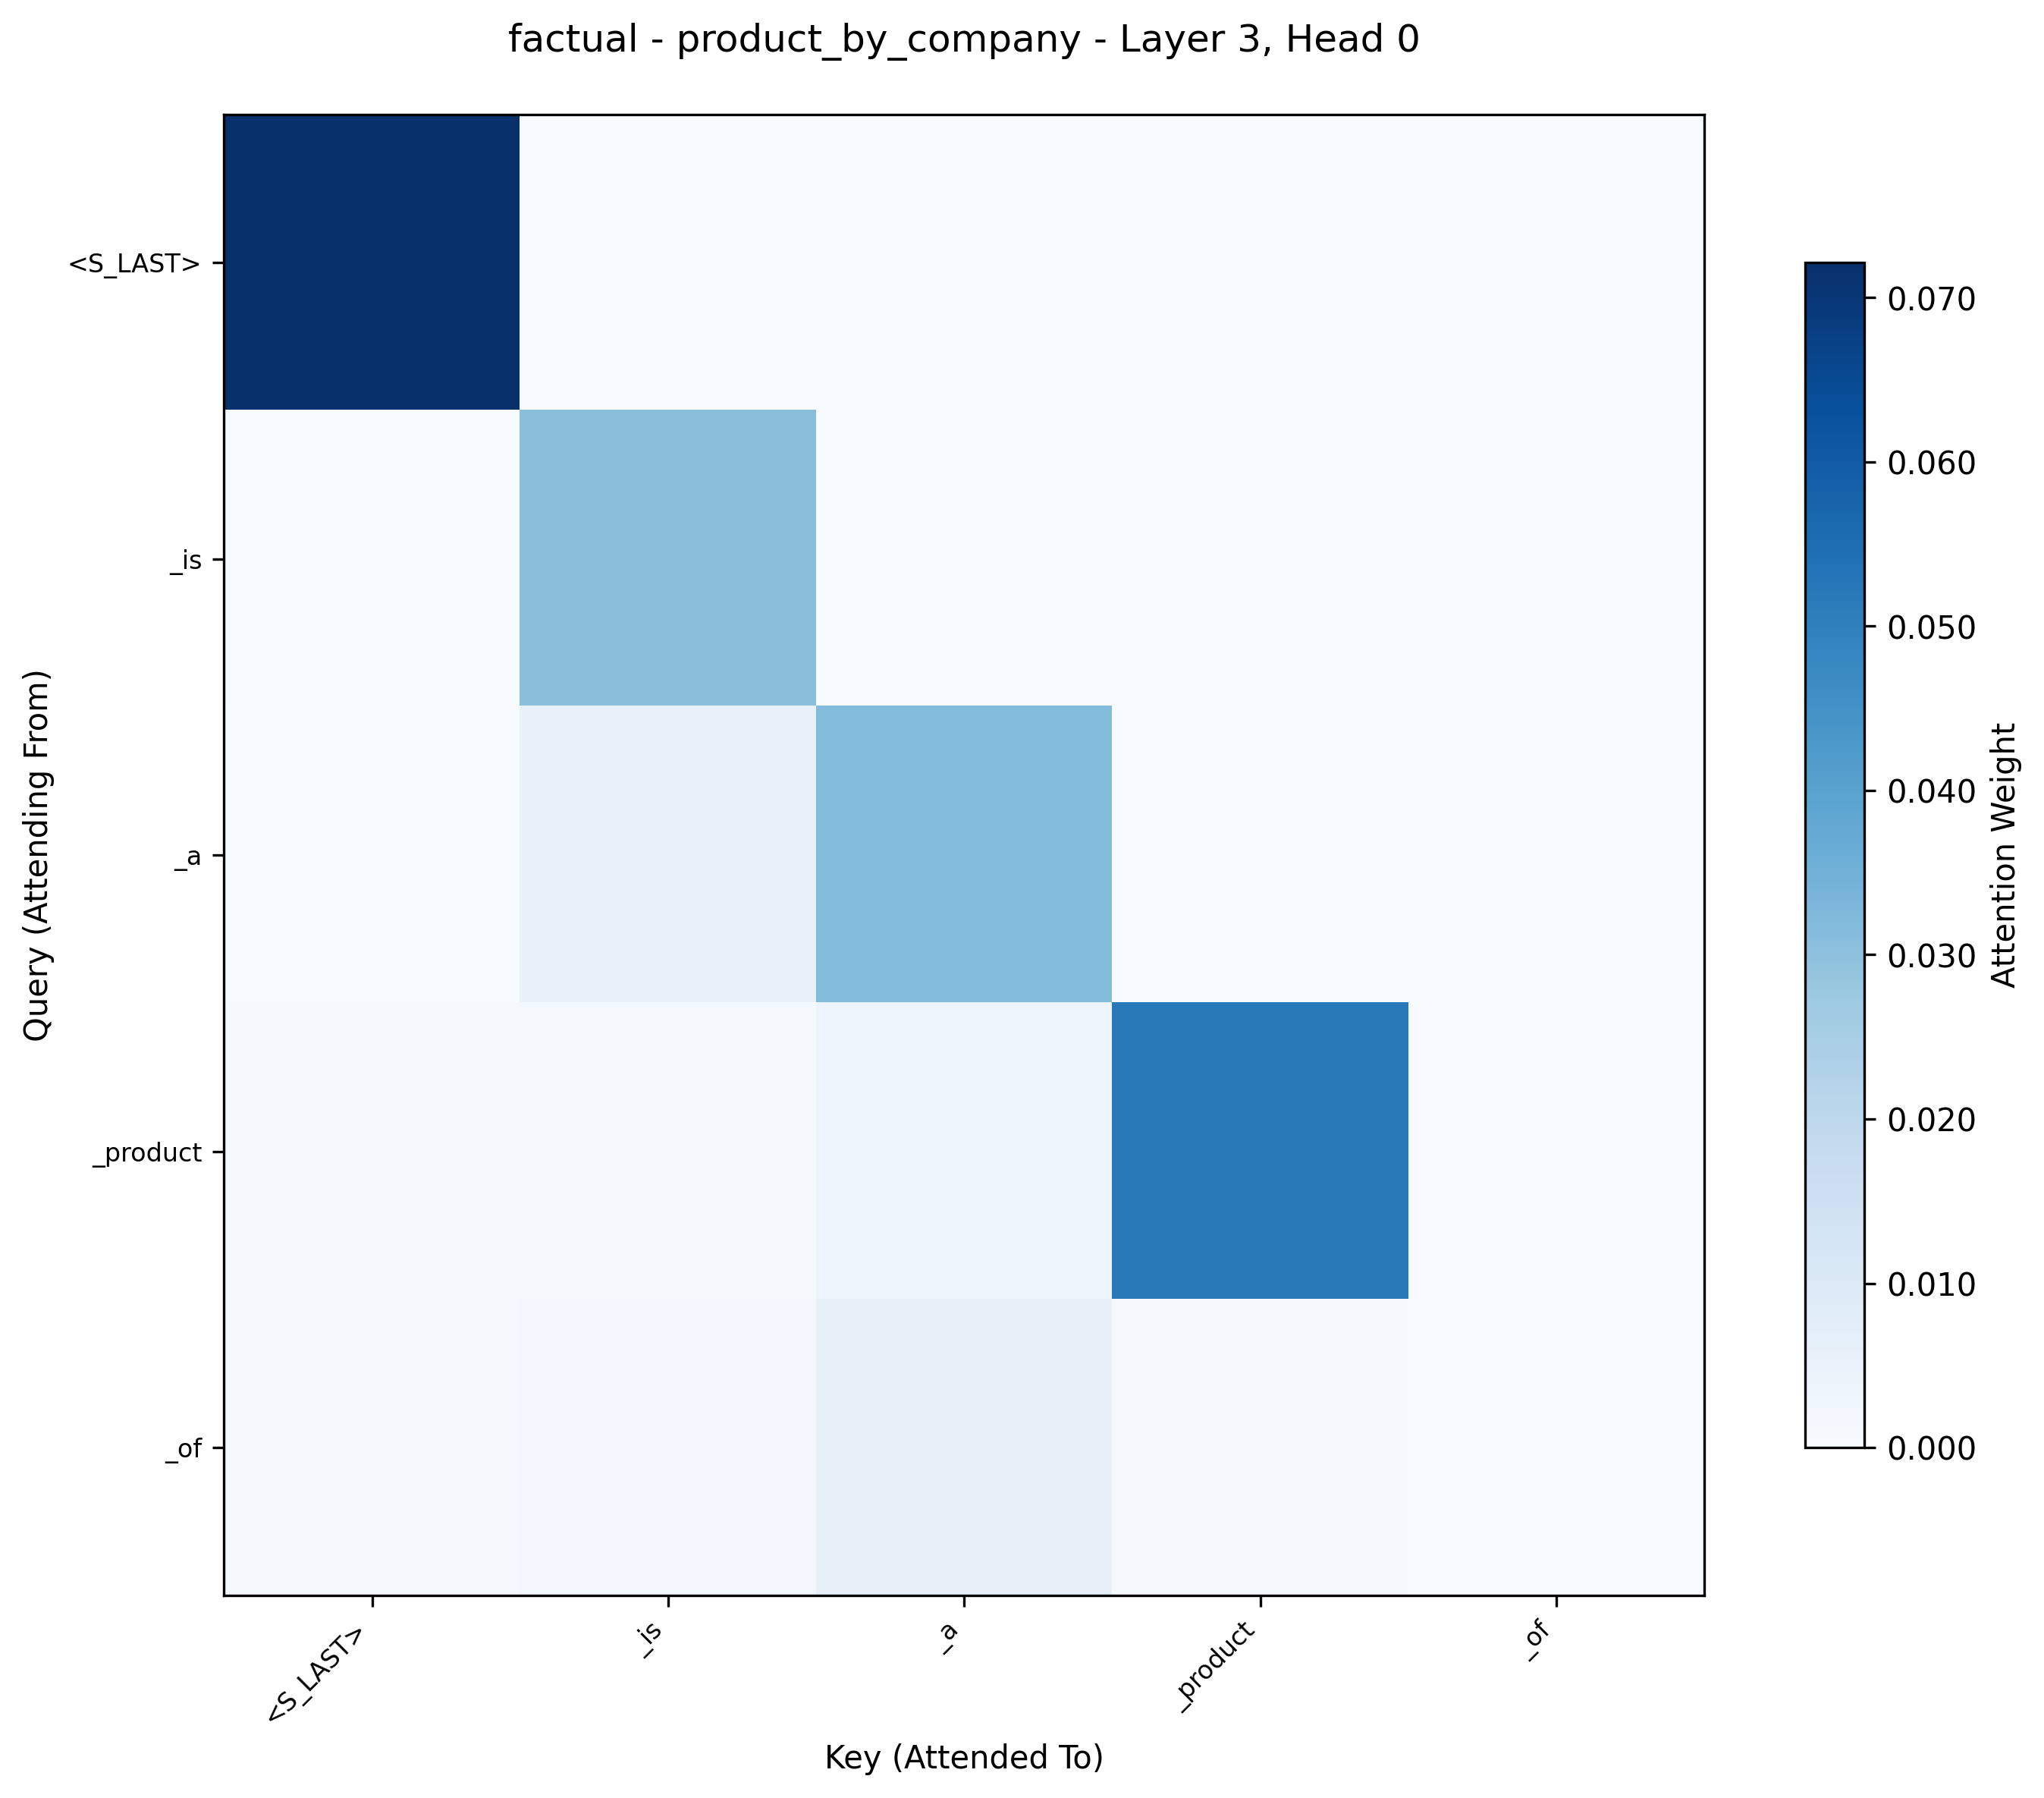 factual - product_by_company - Layer 3, Head 0
Query (Attending From)
<S_LAST>
_is
_a
_product
_of
<S_LAST>
_is
_a
_product
_of
Key (Attended To)
0.070
0.060
0.050
0.040
0.030
0.020
0.010
0.000
Attention Weight